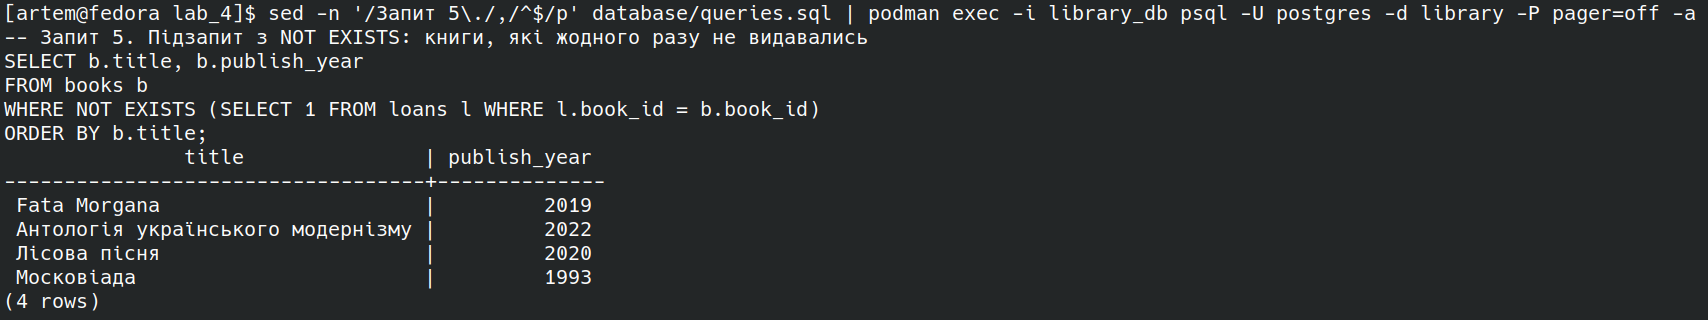 [artem@fedora lab_4]$ sed -n '/Запит 5\./,/^$/p' database/queries.sql | podman exec -i library_db psql -U postgres -d library -P pager=off -a
-- Запит 5. Підзапит з NOT EXISTS: книги, які жодного разу не видавались
SELECT b.title, b.publish_year
FROM books b
WHERE NOT EXISTS (SELECT 1 FROM loans l WHERE l.book_id = b.book_id)
ORDER BY b.title;
               title               | publish_year
-----------------------------------+--------------
 Fata Morgana                      |         2019
 Антологія українського модернізму |         2022
 Лісова пісня                      |         2020
 Московіада                        |         1993
(4 rows)